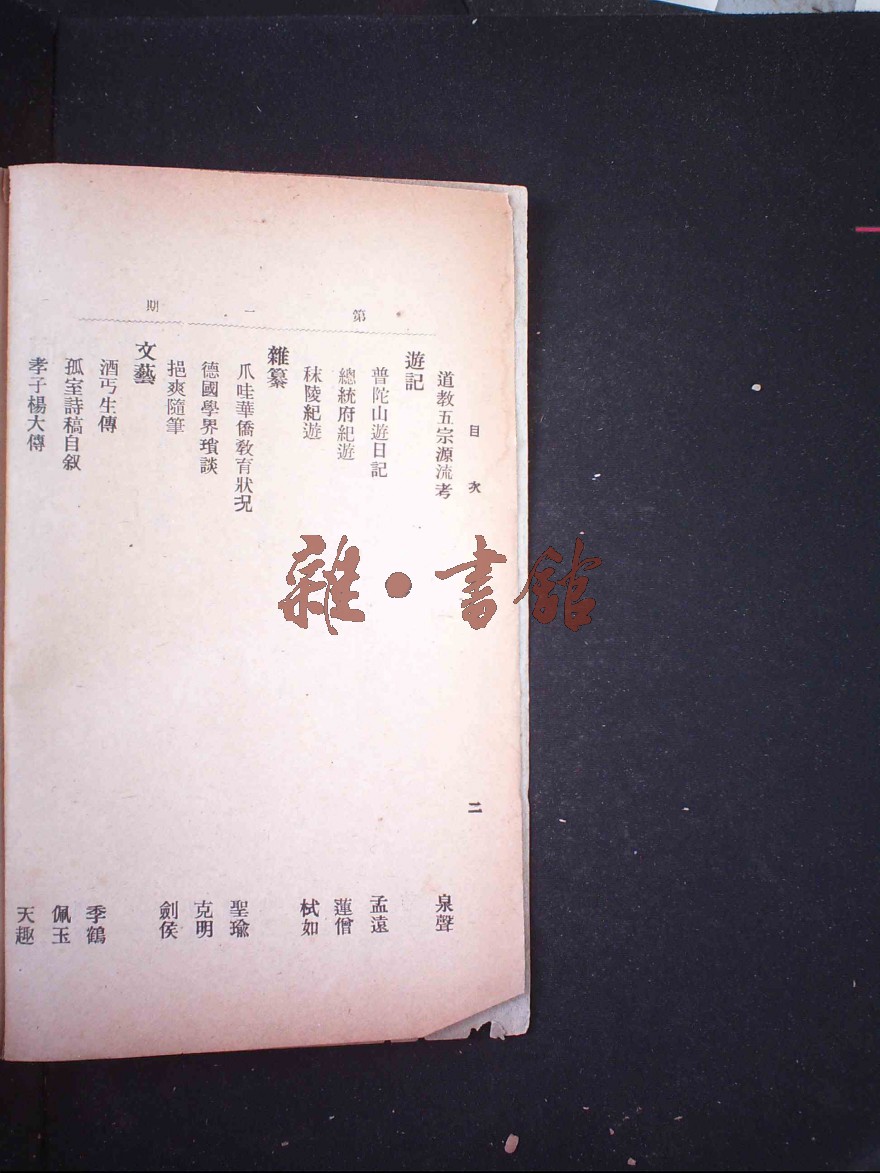 第一期
目次
二
道教五宗源流考 泉聲
遊記
普陀山遊日記 孟遠
總統府紀遊 蓮僧
秣陵紀遊 栻如
雜纂
爪哇華僑教育狀况 聖瑜
德國學界瑣談 克明
挹爽隨筆 劍侯
文藝
酒丐生傳 季鶴
孤室詩稿自叙 佩玉
孝子楊大傳 天趣
雜·書館